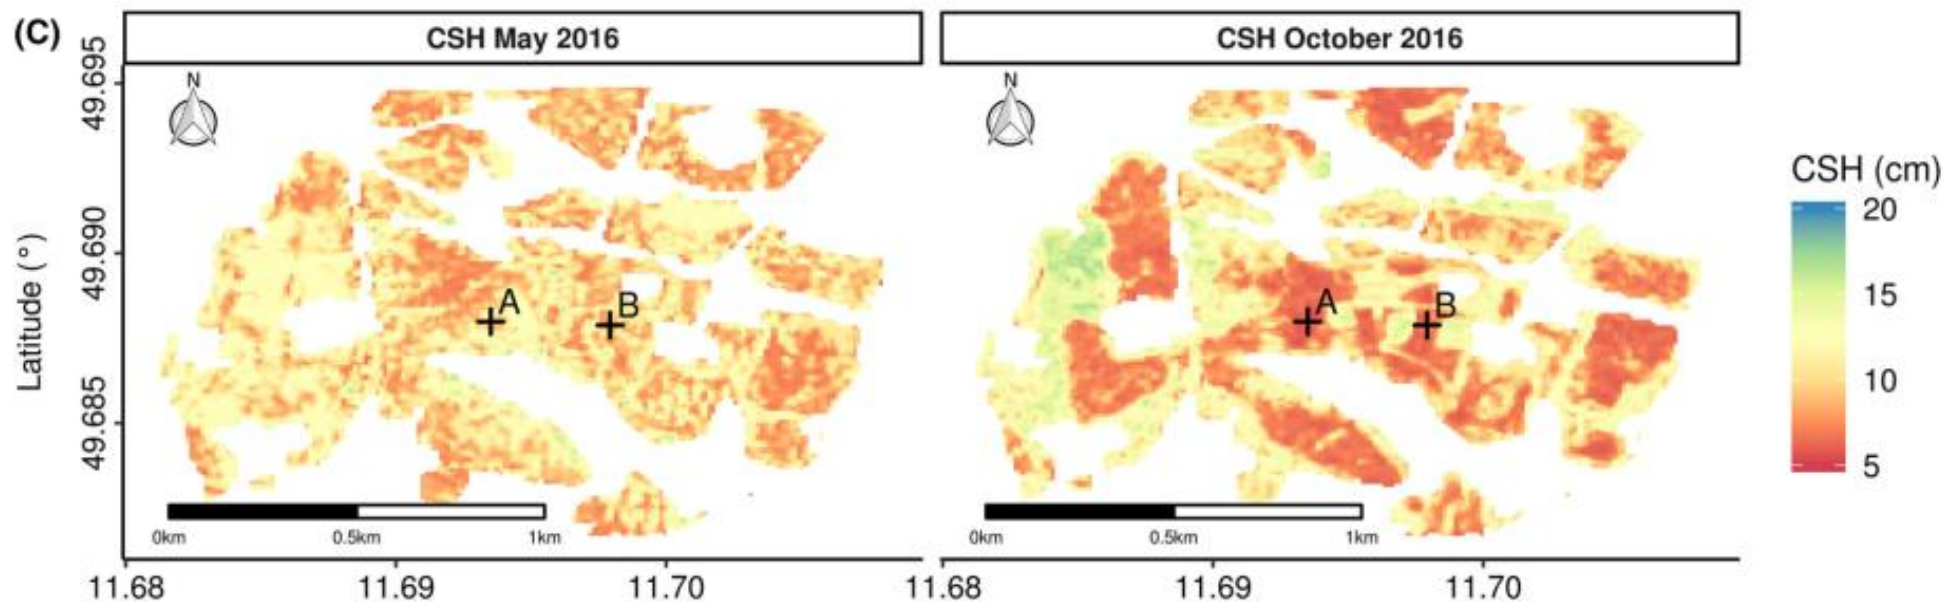 (C)
CSH May 2016
CSH October 2016
N
N
CSH (cm)
20
15
10
5
Latitude (°)
49.695
49.690
49.685
A
B
A
B
0km 0.5km 1km
0km 0.5km 1km
11.68 11.69 11.70
11.68 11.69 11.70